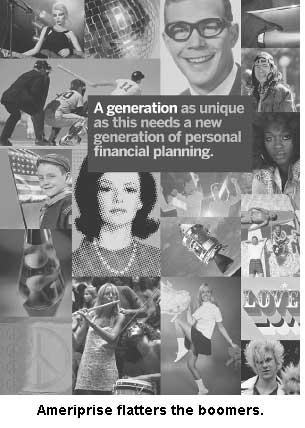 A generation as unique
as this needs a new
generation of personal
financial planning.
LOVE
Ameriprise flatters the boomers.